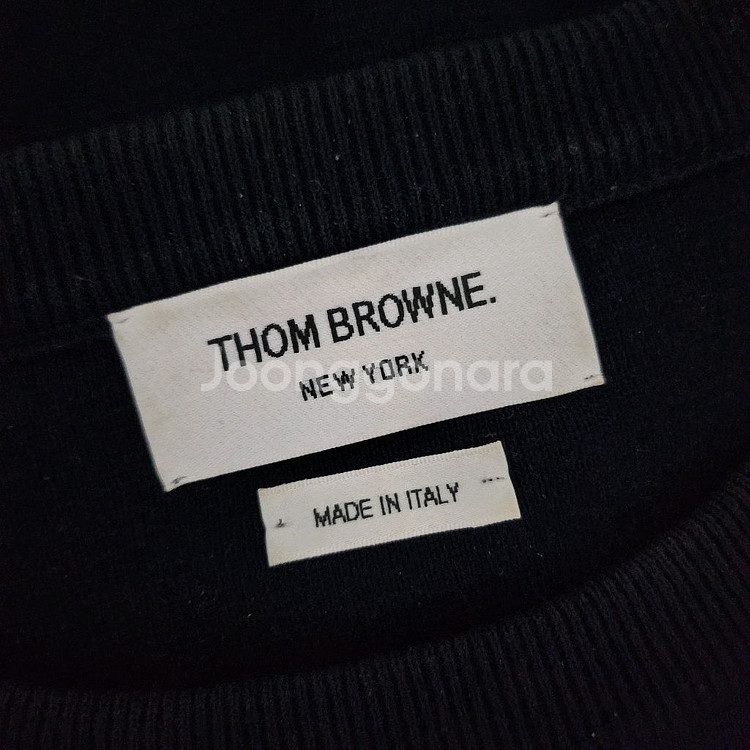 THOM BROWNE.
NEW YORK
Joonggonara
MADE IN ITALY